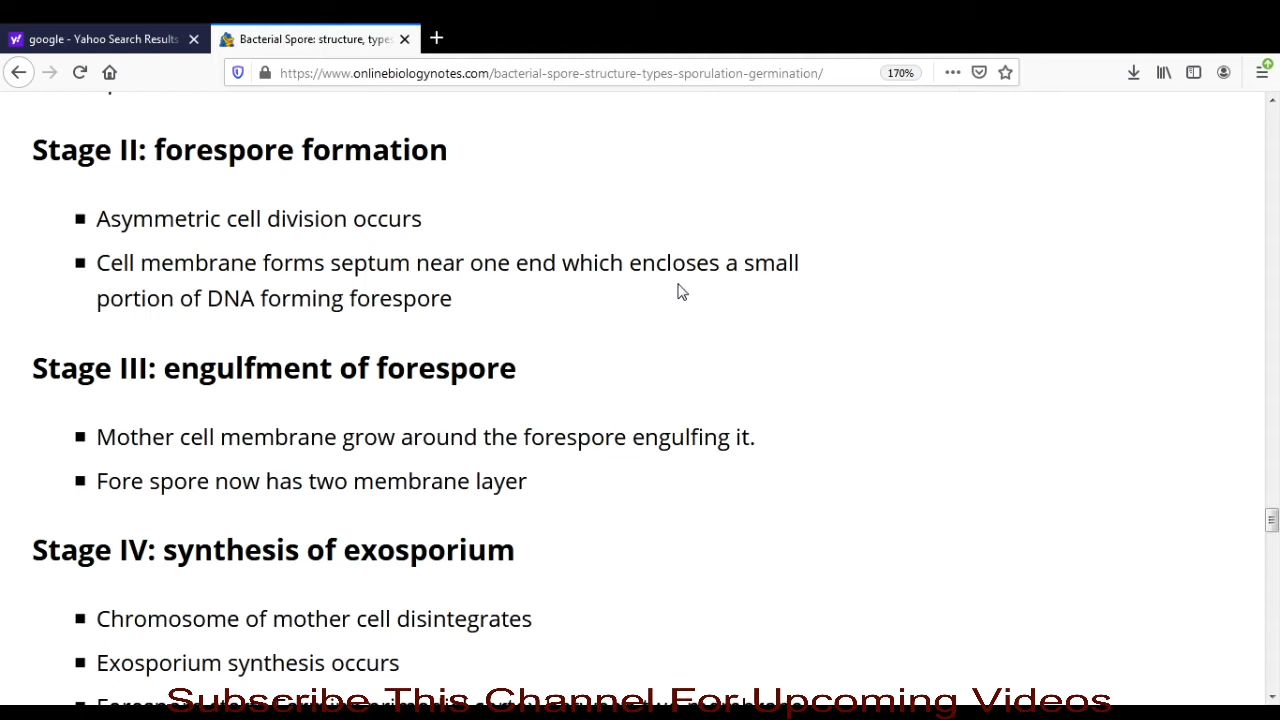 google - Yahoo Search Results
Bacterial Spore: structure, types
https://www.onlinebiologynotes.com/bacterial-spore-structure-types-sporulation-germination/
170%
Stage II: forespore formation
Asymmetric cell division occurs
Cell membrane forms septum near one end which encloses a small
portion of DNA forming forespore
Stage III: engulfment of forespore
Mother cell membrane grow around the forespore engulfing it.
Fore spore now has two membrane layer
Stage IV: synthesis of exosporium
Chromosome of mother cell disintegrates
Exosporium synthesis occurs
Subscribe This Channel For Upcoming Videos